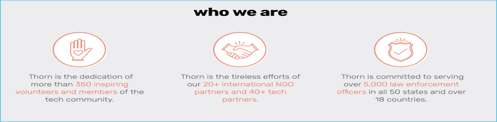 who we are
Thorn is the dedication of
more than 350 inspiring
volunteers and members of the
tech community.
Thorn is the tireless efforts of
our 20+ international NGO
partners and 40+ tech
partners.
Thorn is committed to serving
over 5,000 law enforcement
officers in all 50 states and over
18 countries.